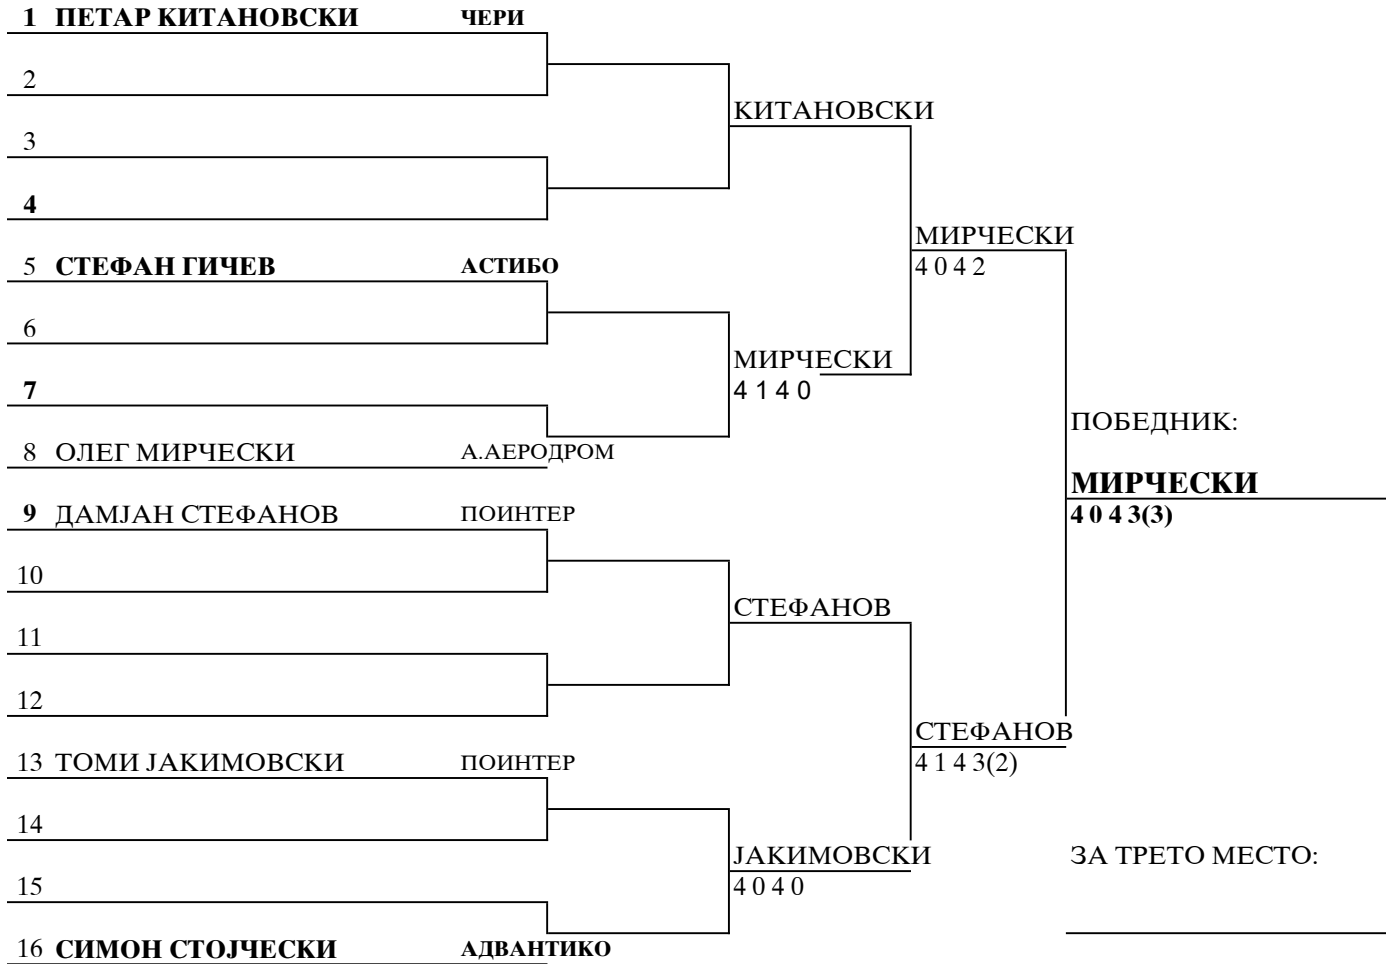 1 ПЕТАР КИТАНОВСКИ ЧЕРИ
2
КИТАНОВСКИ
3
4
МИРЧЕСКИ
5 СТЕФАН ГИЧЕВ АСТИБО 4 0 4 2
6
МИРЧЕСКИ
7 4 1 4 0
ПОБЕДНИК:
8 ОЛЕГ МИРЧЕСКИ А.АЕРОДРОМ
МИРЧЕСКИ
9 ДАМЈАН СТЕФАНОВ ПОИНТЕР 4 0 4 3(3)
10
СТЕФАНОВ
11
12
СТЕФАНОВ
13 ТОМИ ЈАКИМОВСКИ ПОИНТЕР 4 1 4 3(2)
14
ЈАКИМОВСКИ ЗА ТРЕТО МЕСТО:
15 4 0 4 0
16 СИМОН СТОЈЧЕСКИ АДВАНТИКО